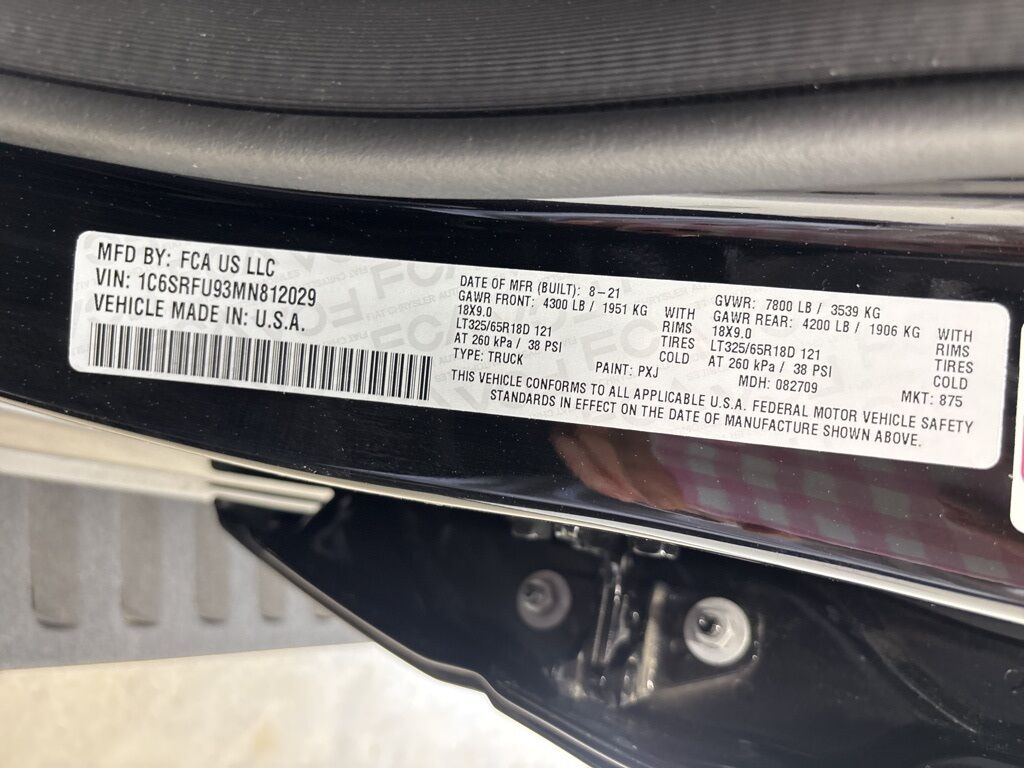 MFD BY: FCA US LLC
VIN: 1C6SRFU93MN812029
VEHICLE MADE IN: U.S.A.
DATE OF MFR (BUILT): 8-21
GAWR FRONT: 4300 LB / 1951 KG WITH
18X9.0 RIMS
LT325/65R18D 121 TIRES
AT 260 kPa / 38 PSI COLD
TYPE: TRUCK
PAINT: PXJ
GVWR: 7800 LB / 3539 KG
GAWR REAR: 4200 LB / 1906 KG WITH
18X9.0 RIMS
LT325/65R18D 121 TIRES
AT 260 kPa / 38 PSI COLD
MDH: 082709
MKT: 875
THIS VEHICLE CONFORMS TO ALL APPLICABLE U.S.A. FEDERAL MOTOR VEHICLE SAFETY
STANDARDS IN EFFECT ON THE DATE OF MANUFACTURE SHOWN ABOVE.